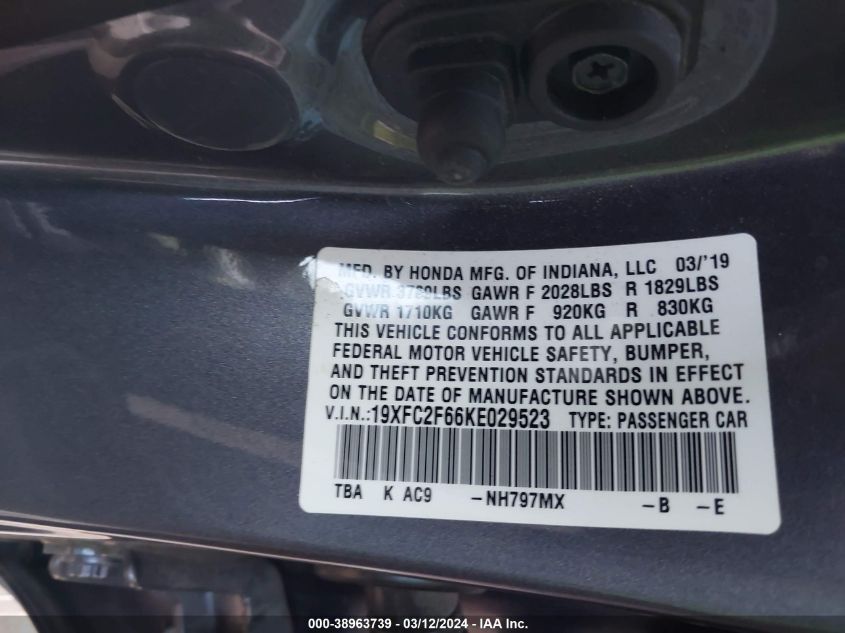 MFD. BY HONDA MFG. OF INDIANA, LLC 03/'19
GVWR 3769LBS GAWR F 2028LBS R 1829LBS
GVWR 1710KG GAWR F 920KG R 830KG
THIS VEHICLE CONFORMS TO ALL APPLICABLE
FEDERAL MOTOR VEHICLE SAFETY, BUMPER,
AND THEFT PREVENTION STANDARDS IN EFFECT
ON THE DATE OF MANUFACTURE SHOWN ABOVE.
V.I.N.:19XFC2F66KE029523 TYPE: PASSENGER CAR
TBA K AC9 -NH797MX -B -E
000-38963739 - 03/12/2024 - IAA Inc.